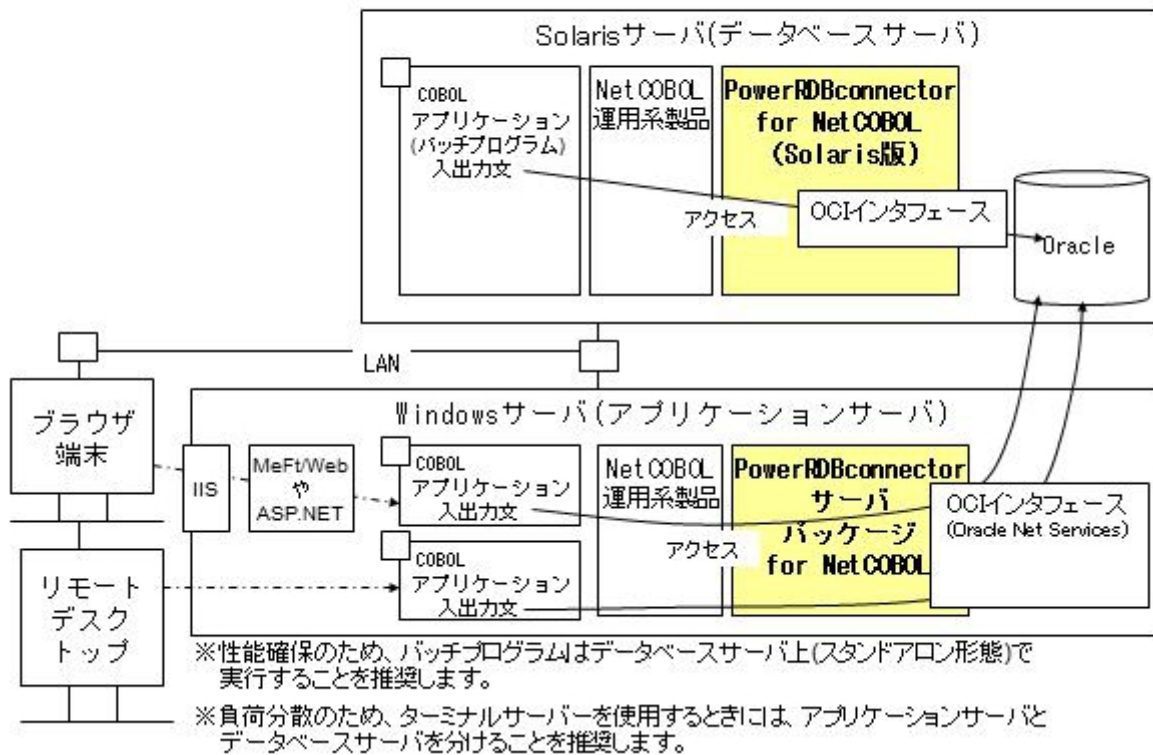 Solarisサーバ(データベースサーバ)
COBOL
アプリケーション
(バッチプログラム)
入出力文
NetCOBOL
運用系製品
PowerRDBconnector
for NetCOBOL
(Solaris版)
アクセス
OCIインタフェース
Oracle
LAN
ブラウザ
端末
Windowsサーバ(アプリケーションサーバ)
IIS
MeFt/Web
や
ASP.NET
COBOL
アプリケーション
入出力文
NetCOBOL
運用系製品
PowerRDBconnector
サーバ
パッケージ
for NetCOBOL
OCIインタフェース
(Oracle Net Services)
アクセス
COBOL
アプリケーション
入出力文
リモート
デスク
トップ
※性能確保のため、バッチプログラムはデータベースサーバ上(スタンドアロン形態)で
実行することを推奨します。
※負荷分散のため、ターミナルサーバーを使用するときには、アプリケーションサーバと
データベースサーバを分けることを推奨します。